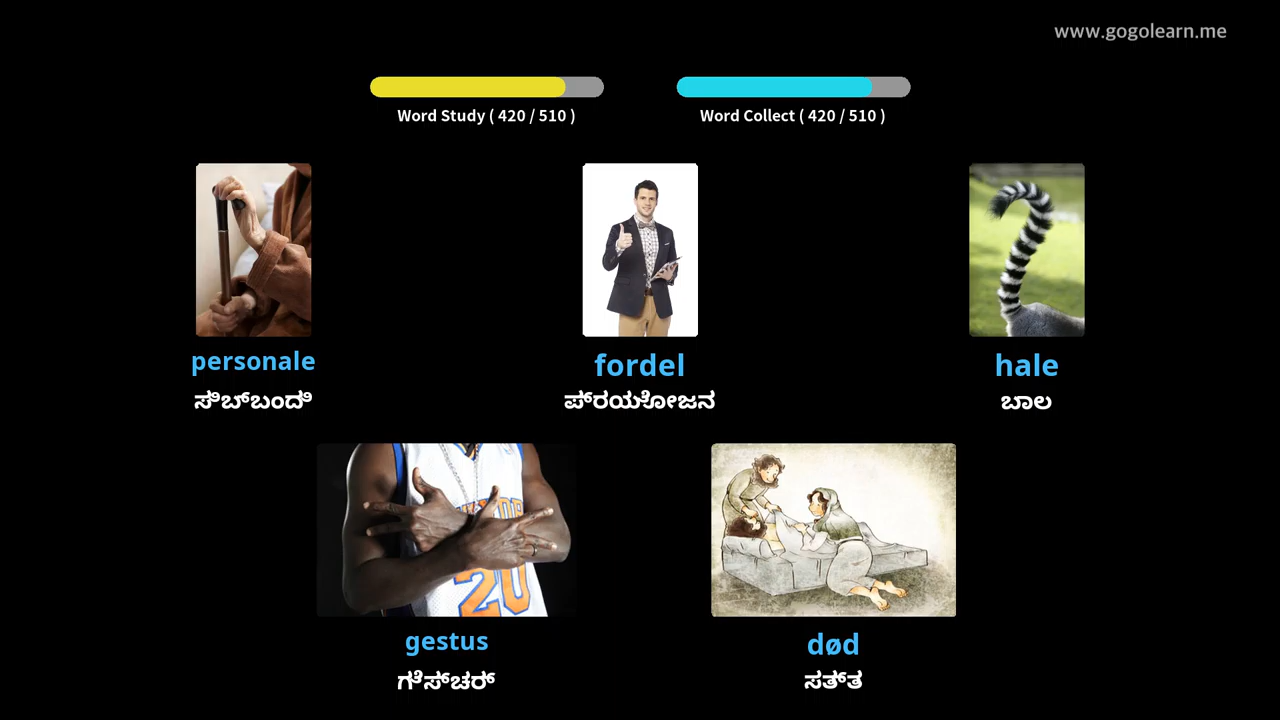 www.gogolearn.me
Word Study ( 420 / 510 )
Word Collect ( 420 / 510 )
personale
ಸಿಬ್ಬಂದಿ
fordel
ಪ್ರಯೋಜನ
hale
ಬಾಲ
20
gestus
ಗೆಸ್ಚರ್
død
ಸತ್ತ